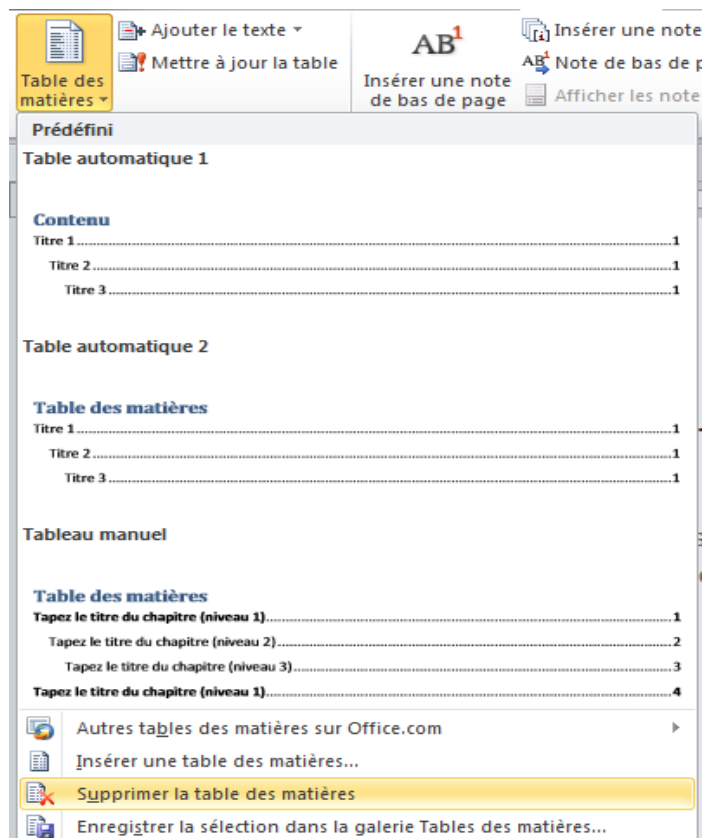 Ajouter le texte
Mettre à jour la table
Table des
matières
AB1
Insérer une note
de bas de page
Insérer une note
AB Note de bas de p
Afficher les note
Prédéfini
Table automatique 1
Contenu
Titre 1........1
Titre 2........1
Titre 3........1
Table automatique 2
Table des matières
Titre 1........1
Titre 2........1
Titre 3........1
Tableau manuel
Table des matières
Tapez le titre du chapitre (niveau 1)........1
Tapez le titre du chapitre (niveau 2)........2
Tapez le titre du chapitre (niveau 3)........3
Tapez le titre du chapitre (niveau 1)........4
Autres tables des matières sur Office.com
Insérer une table des matières...
Supprimer la table des matières
Enregistrer la sélection dans la galerie Tables des matières...